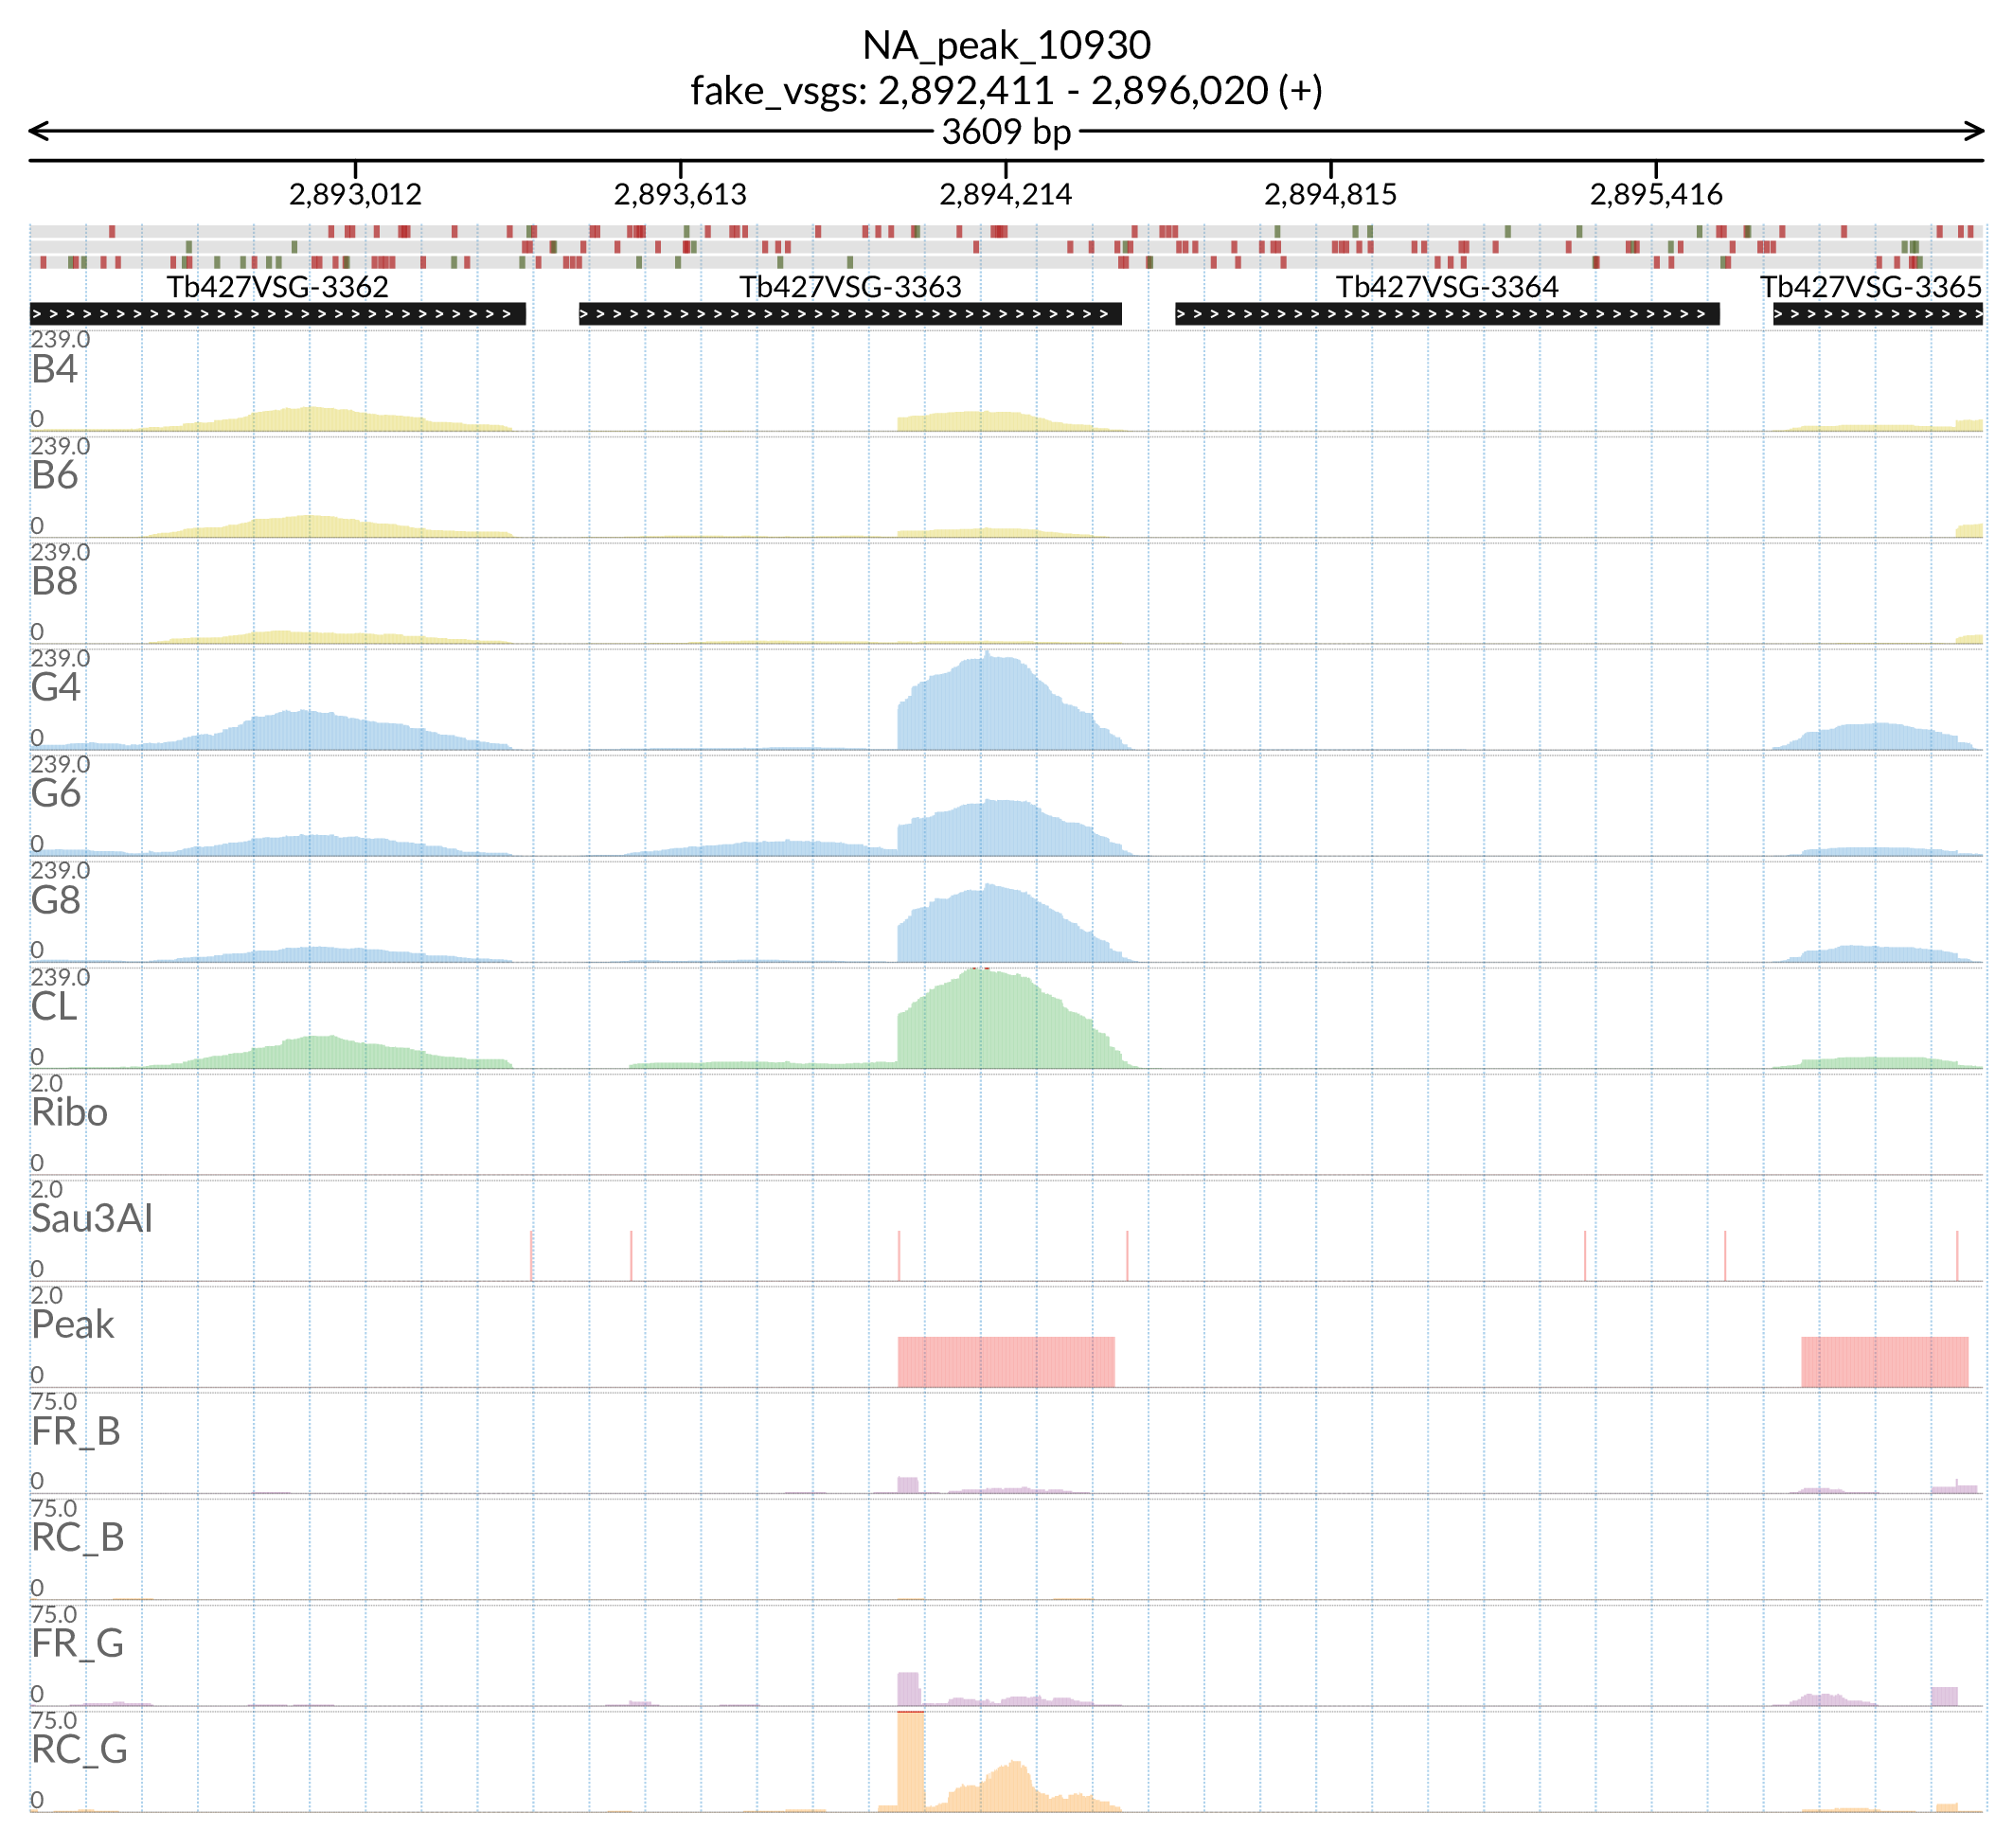 NA_peak_10930
fake_vsgs: 2,892,411 - 2,896,020 (+)
3609 bp
2,893,012 2,893,613 2,894,214 2,894,815 2,895,416
Tb427VSG-3362 Tb427VSG-3363 Tb427VSG-3364 Tb427VSG-3365
239.0
B4
0
239.0
B6
0
239.0
B8
0
239.0
G4
0
239.0
G6
0
239.0
G8
0
239.0
CL
0
2.0
Ribo
0
2.0
Sau3AI
0
2.0
Peak
0
75.0
FR_B
0
75.0
RC_B
0
75.0
FR_G
0
75.0
RC_G
0